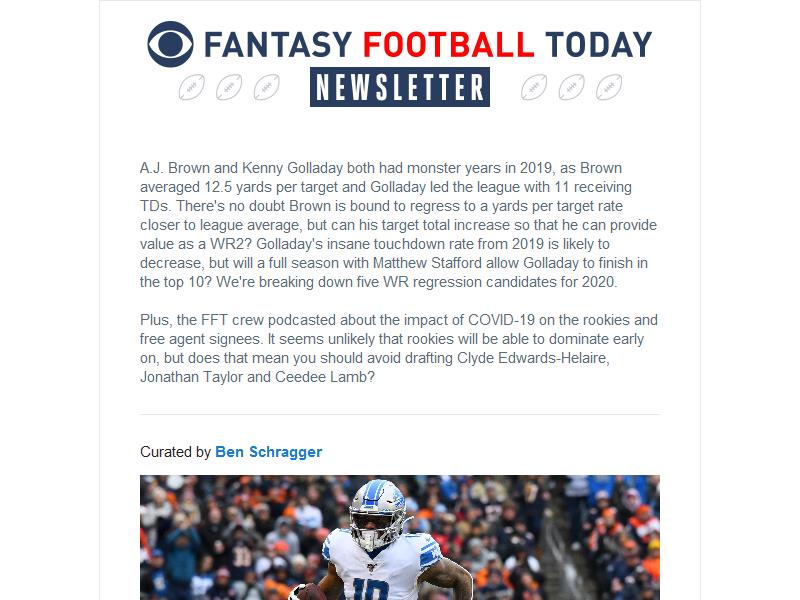 FANTASY FOOTBALL TODAY
NEWSLETTER
A.J. Brown and Kenny Golladay both had monster years in 2019, as Brown
averaged 12.5 yards per target and Golladay led the league with 11 receiving
TDs. There's no doubt Brown is bound to regress to a yards per target rate
closer to league average, but can his target total increase so that he can provide
value as a WR2? Golladay's insane touchdown rate from 2019 is likely to
decrease, but will a full season with Matthew Stafford allow Golladay to finish in
the top 10? We're breaking down five WR regression candidates for 2020.
Plus, the FFT crew podcasted about the impact of COVID-19 on the rookies and
free agent signees. It seems unlikely that rookies will be able to dominate early
on, but does that mean you should avoid drafting Clyde Edwards-Helaire,
Jonathan Taylor and Ceedee Lamb?
Curated by Ben Schragger
19